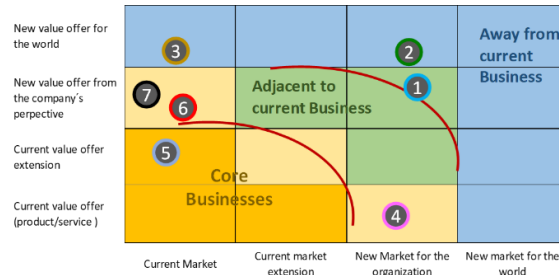 New value offer for
the world
3
2
Away from
current
Business
New value offer from
the company's
perpective
7
6
Adjacent to
current Business
1
Current value offer
extension
5
Core
Businesses
Current value offer
(product/service )
4
Current Market
Current market
extension
New Market for the
organization
New market for the
world